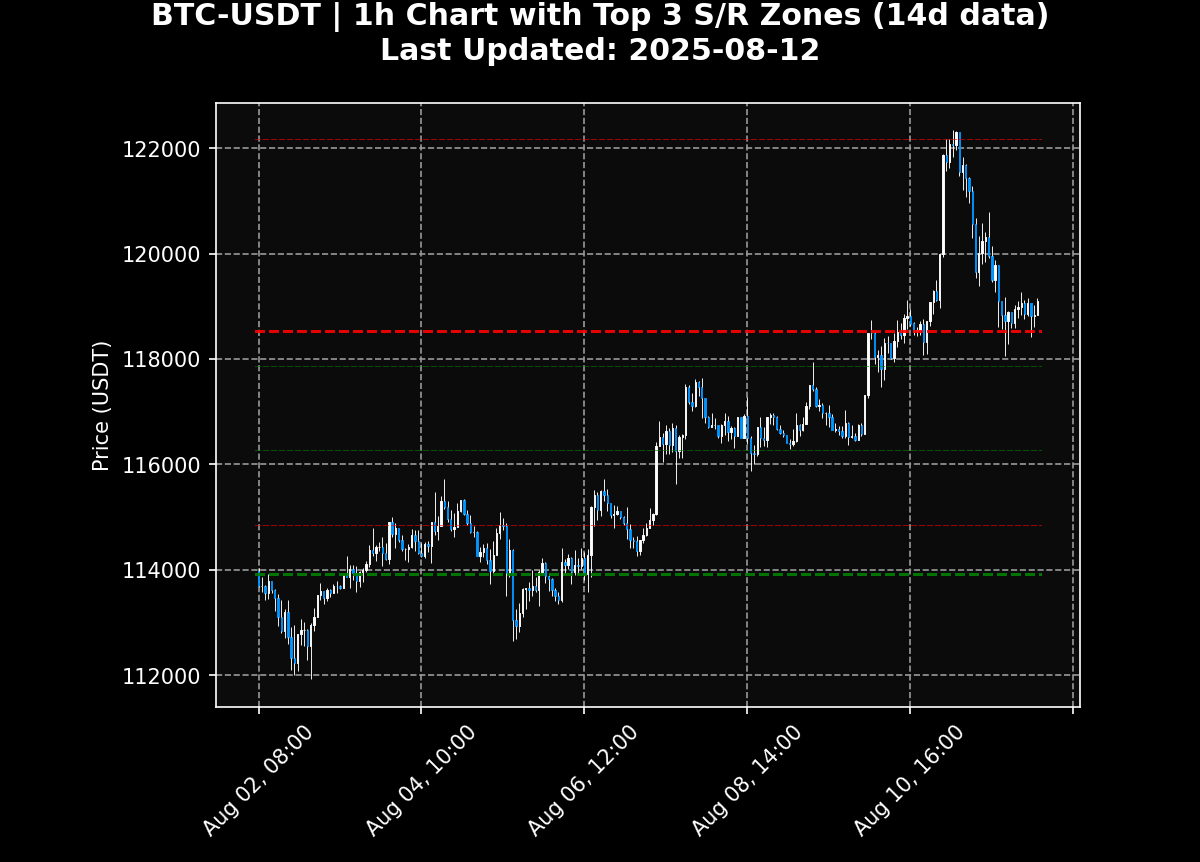 BTC-USDT | 1h Chart with Top 3 S/R Zones (14d data)
Last Updated: 2025-08-12
Price (USDT)
122000
120000
118000
116000
114000
112000
Aug 02, 08:00
Aug 04, 10:00
Aug 06, 12:00
Aug 08, 14:00
Aug 10, 16:00